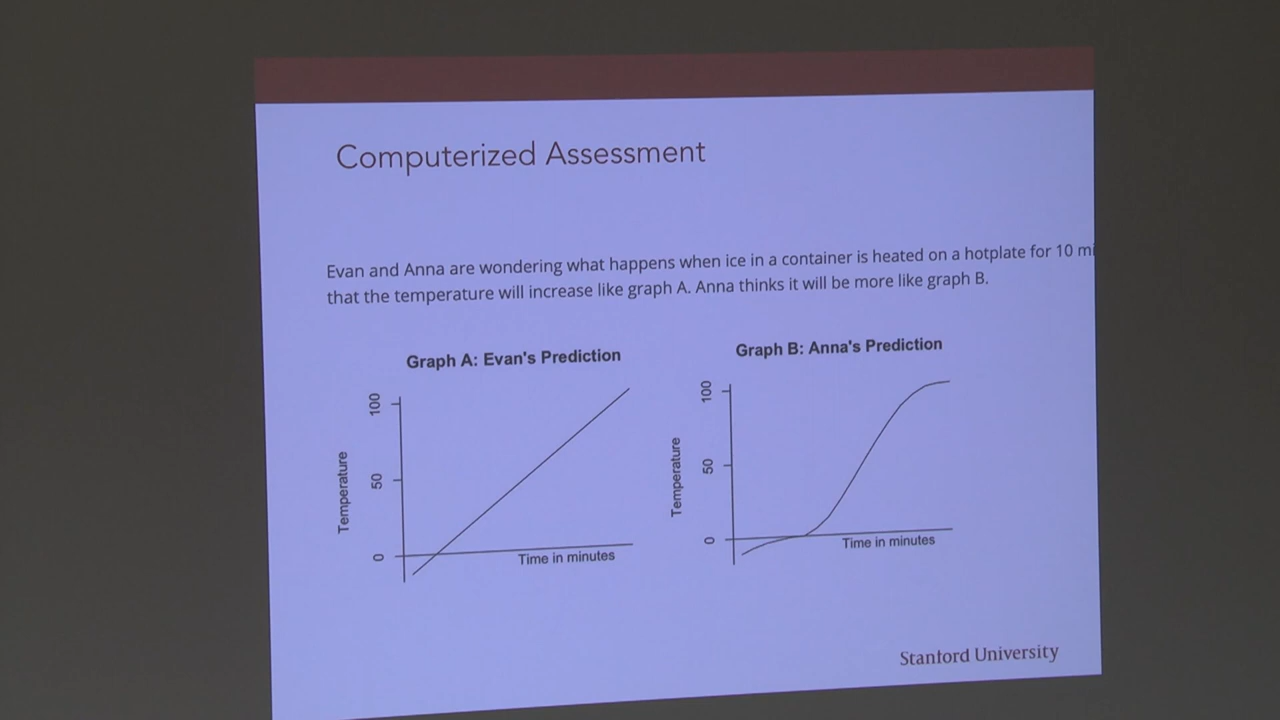 Computerized Assessment
Evan and Anna are wondering what happens when ice in a container is heated on a hotplate for 10 mi
that the temperature will increase like graph A. Anna thinks it will be more like graph B.
Graph A: Evan's Prediction
100
50
0
Temperature
Time in minutes
Graph B: Anna's Prediction
100
50
0
Temperature
Time in minutes
Stanford University